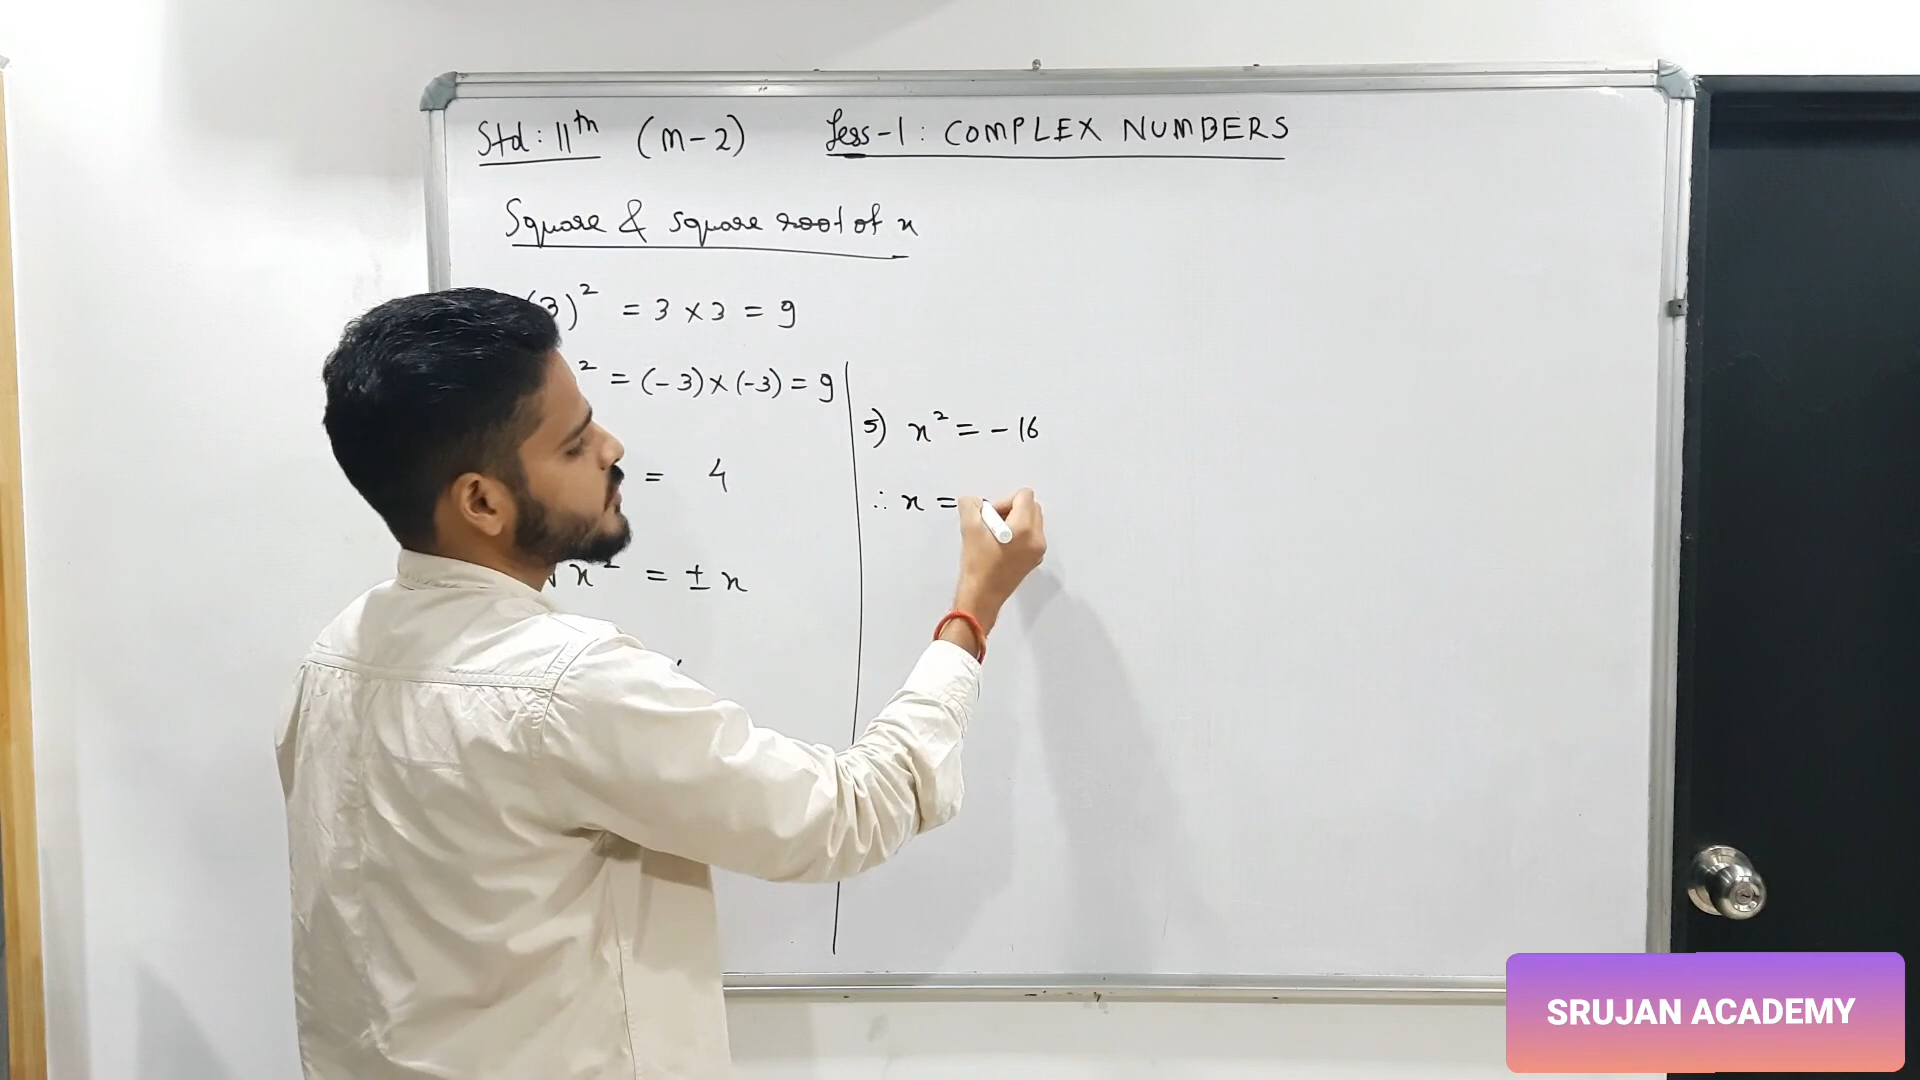 Std: 11th (M-2) Less-1: COMPLEX NUMBERS
Square & square root of x
3)² = 3 × 3 = 9
² = (-3) × (-3) = 9
= 4
√x² = ± x
5) x² = -16
∴ x =
SRUJAN ACADEMY